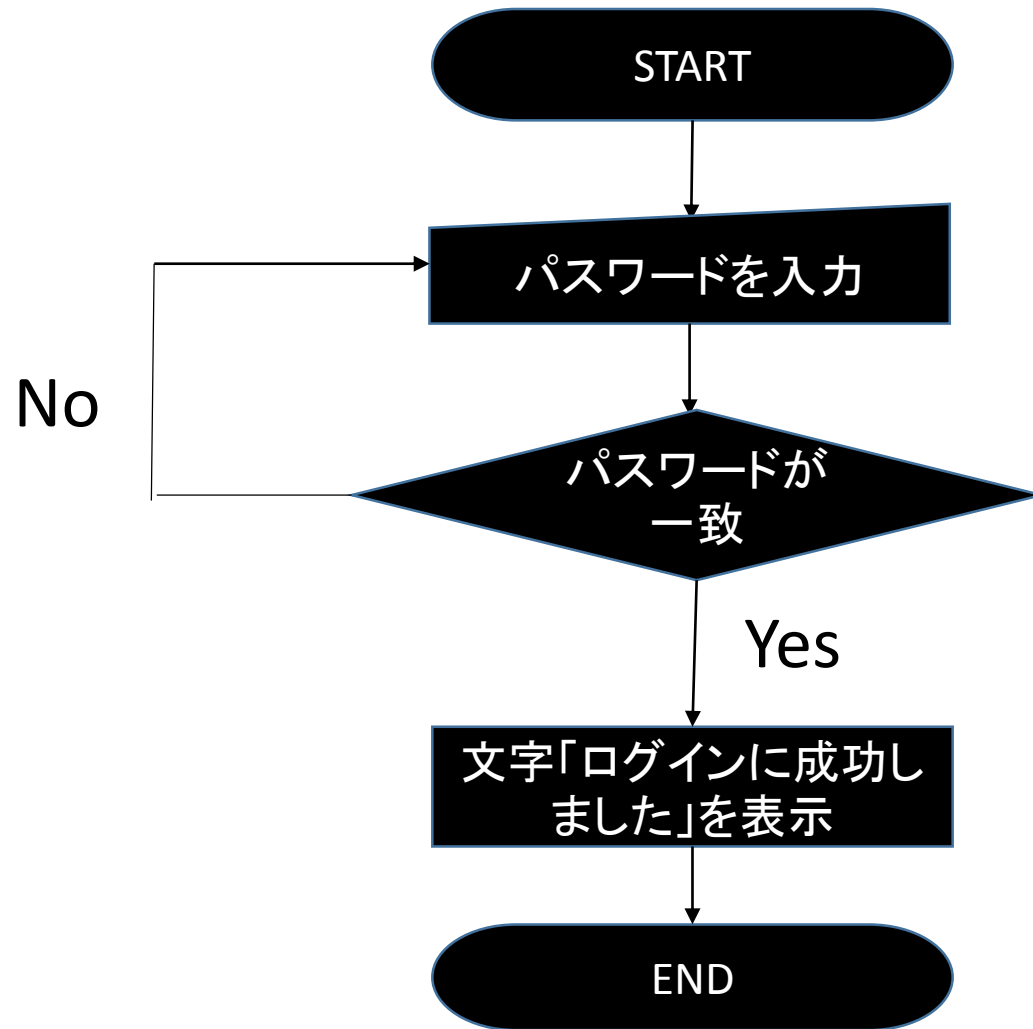 START
パスワードを入力
No
パスワードが
一致
Yes
文字「ログインに成功し
ました」を表示
END